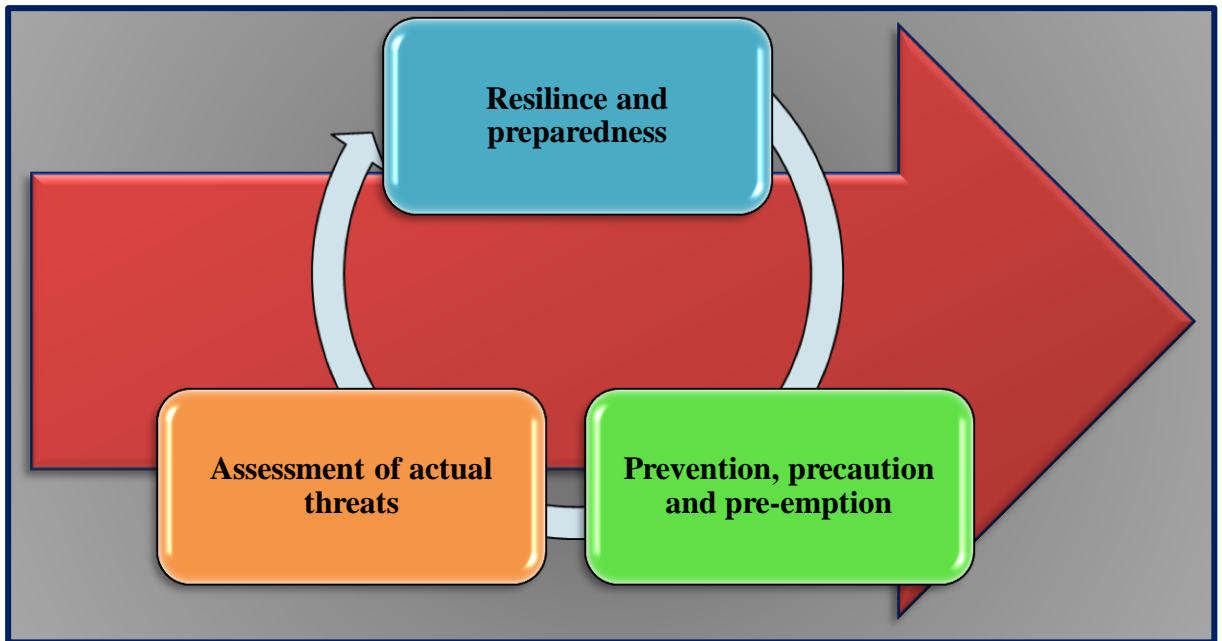 Resilince and
preparedness
Assessment of actual
threats
Prevention, precaution
and pre-emption